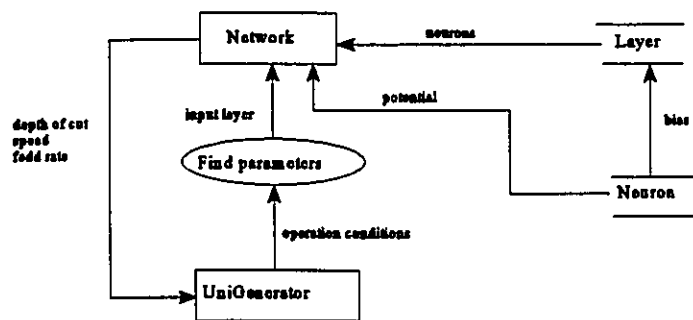 Network
neurons
Layer
input layer
potential
depth of cut
speed
fedd rate
bias
Find parameters
Neuron
operation conditions
UniGenerator